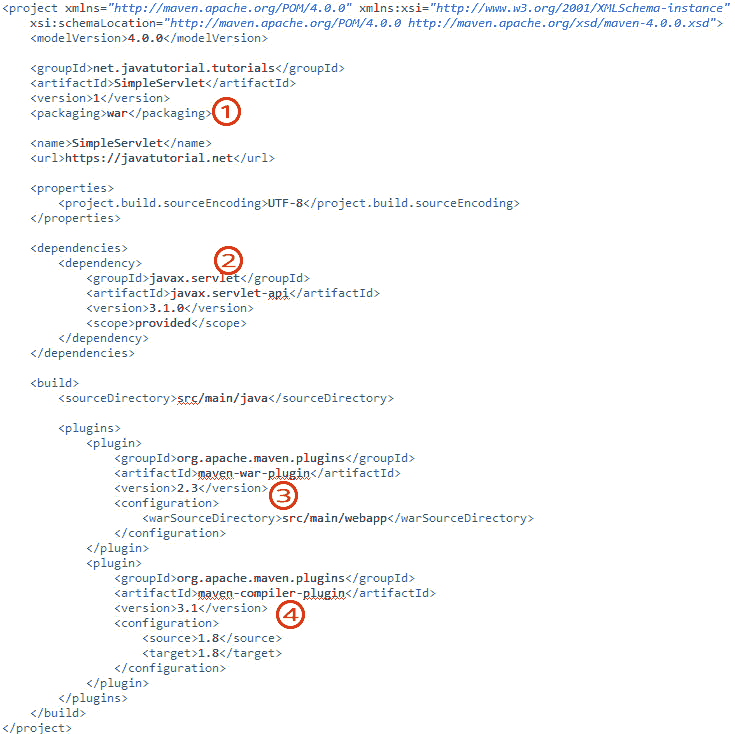 <project xmlns="http://maven.apache.org/POM/4.0.0" xmlns:xsi="http://www.w3.org/2001/XMLSchema-instance"
    xsi:schemaLocation="http://maven.apache.org/POM/4.0.0 http://maven.apache.org/xsd/maven-4.0.0.xsd">
    <modelVersion>4.0.0</modelVersion>

    <groupId>net.javatutorial.tutorials</groupId>
    <artifactId>SimpleServlet</artifactId>
    <version>1</version>
    <packaging>war</packaging> 1

    <name>SimpleServlet</name>
    <url>https://javatutorial.net</url>

    <properties>
        <project.build.sourceEncoding>UTF-8</project.build.sourceEncoding>
    </properties>

    <dependencies>
        <dependency> 2
            <groupId>javax.servlet</groupId>
            <artifactId>javax.servlet-api</artifactId>
            <version>3.1.0</version>
            <scope>provided</scope>
        </dependency>
    </dependencies>

    <build>
        <sourceDirectory>src/main/java</sourceDirectory>

        <plugins>
            <plugin>
                <groupId>org.apache.maven.plugins</groupId>
                <artifactId>maven-war-plugin</artifactId>
                <version>2.3</version> 3
                <configuration>
                    <warSourceDirectory>src/main/webapp</warSourceDirectory>
                </configuration>
            </plugin>
            <plugin>
                <groupId>org.apache.maven.plugins</groupId>
                <artifactId>maven-compiler-plugin</artifactId>
                <version>3.1</version> 4
                <configuration>
                    <source>1.8</source>
                    <target>1.8</target>
                </configuration>
            </plugin>
        </plugins>
    </build>
</project>